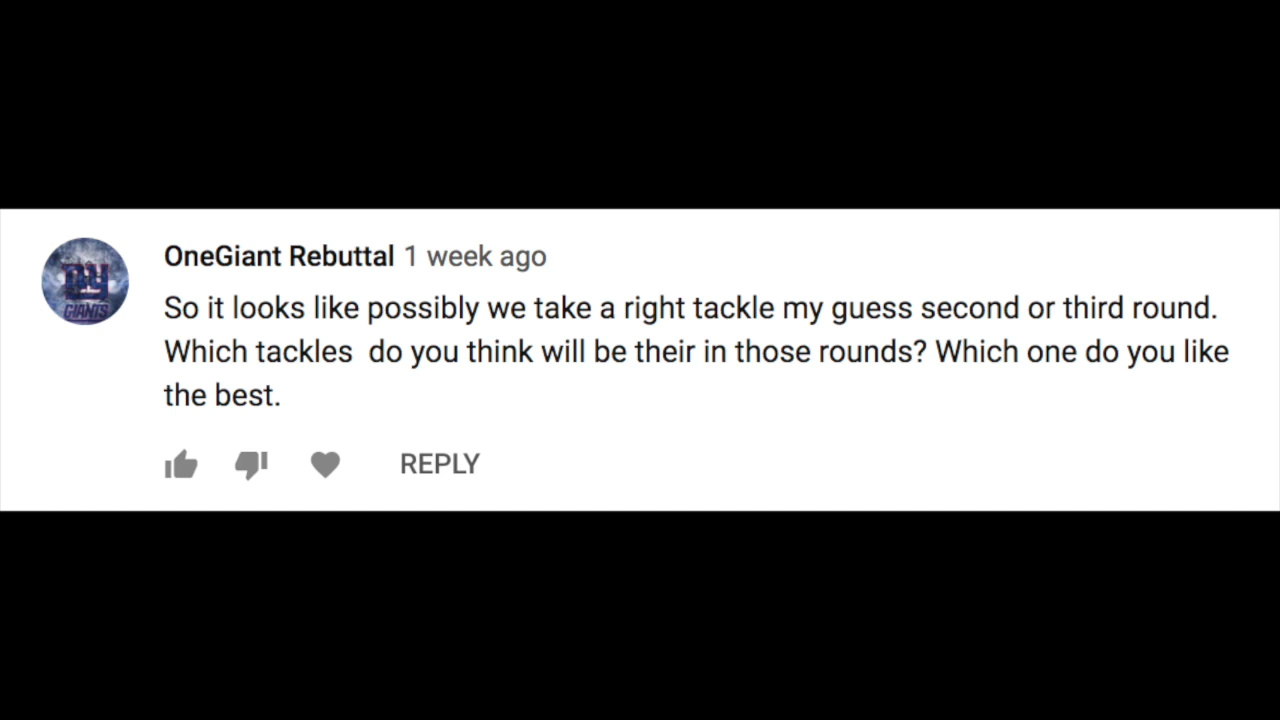 OneGiant Rebuttal 1 week ago
So it looks like possibly we take a right tackle my guess second or third round.
Which tackles  do you think will be their in those rounds? Which one do you like
the best.
REPLY
NY
GIANTS